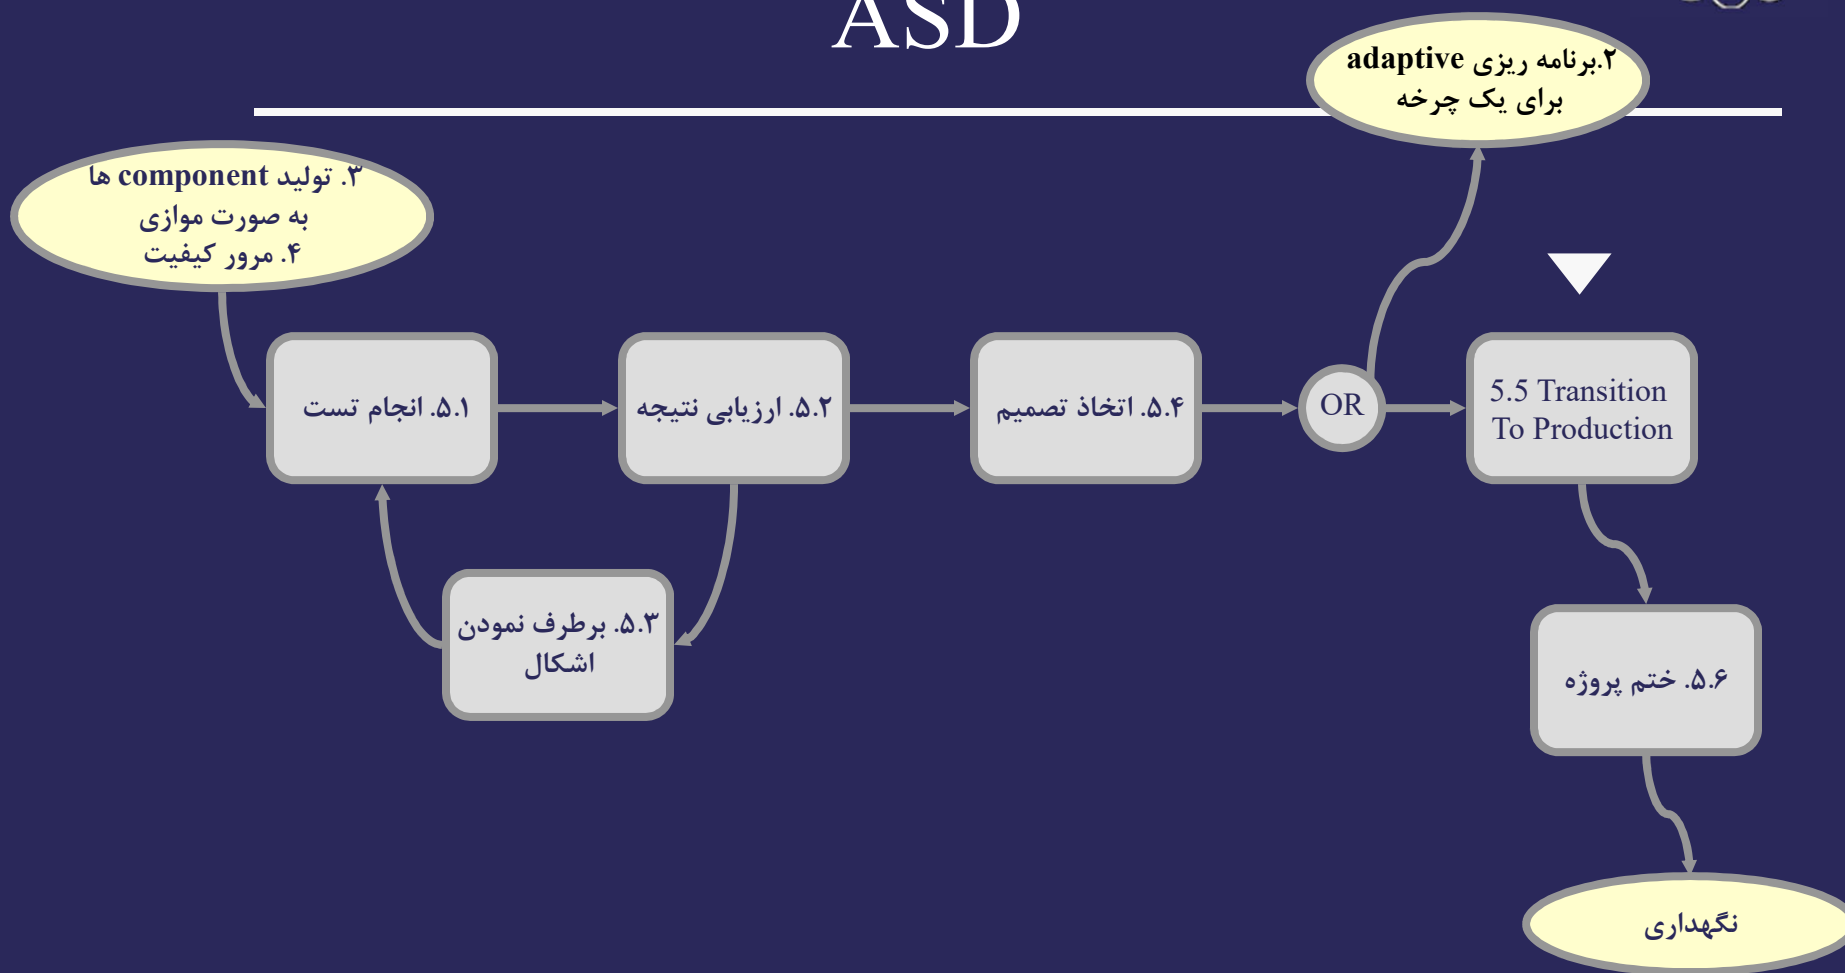 ASD
۲.برنامه ریزی adaptive
برای یک چرخه
۳. تولید component ها
به صورت موازی
۴. مرور کیفیت
۵.۱. انجام تست
۵.۲. ارزیابی نتیجه
۵.۴. اتخاذ تصمیم
OR
5.5 Transition
To Production
۵.۳. برطرف نمودن
اشکال
۵.۶. ختم پروژه
نگهداری